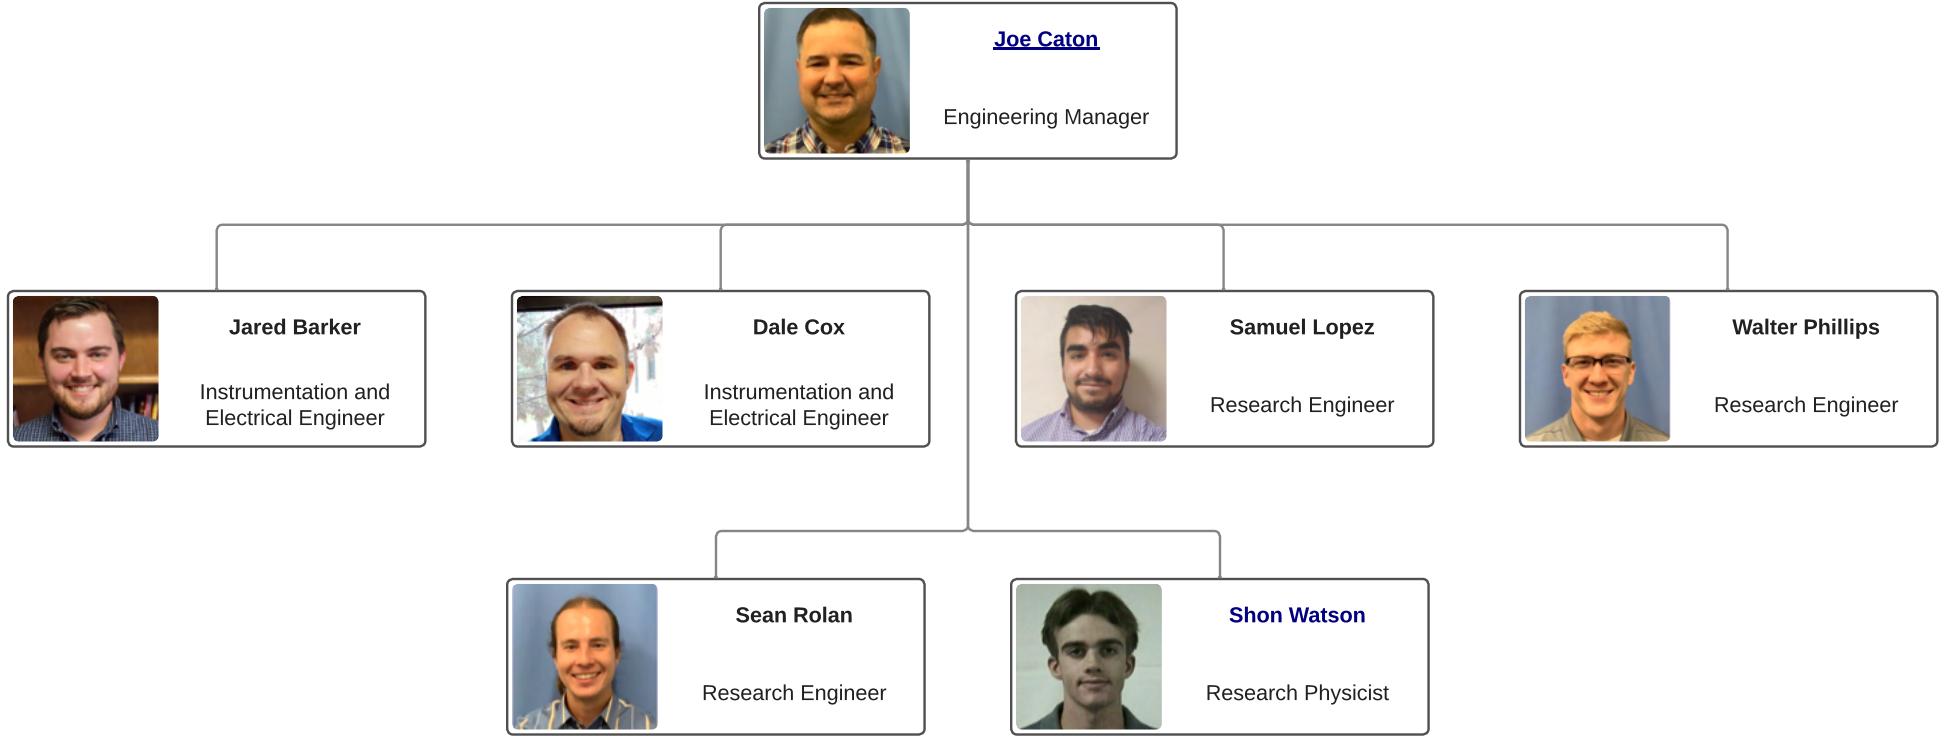 Joe Caton
Engineering Manager
Jared Barker
Instrumentation and
Electrical Engineer
Dale Cox
Instrumentation and
Electrical Engineer
Samuel Lopez
Research Engineer
Walter Phillips
Research Engineer
Sean Rolan
Research Engineer
Shon Watson
Research Physicist